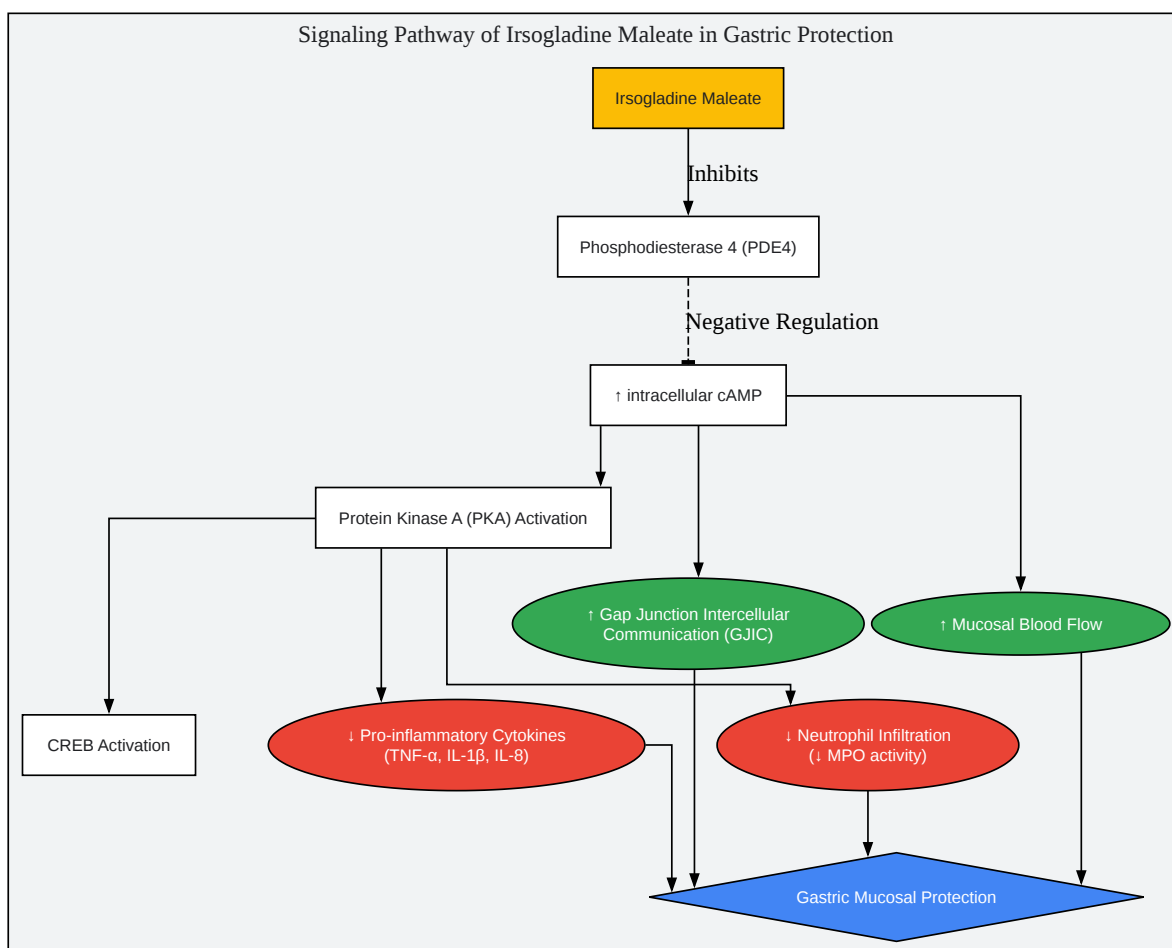 Signaling Pathway of Irsogladine Maleate in Gastric Protection
Irsogladine Maleate
Inhibits
Phosphodiesterase 4 (PDE4)
Negative Regulation
↑ intracellular cAMP
Protein Kinase A (PKA) Activation
↑ Gap Junction Intercellular
Communication (GJIC)
↑ Mucosal Blood Flow
CREB Activation
↓ Pro-inflammatory Cytokines
(TNF-α, IL-1β, IL-8)
↓ Neutrophil Infiltration
(↓ MPO activity)
Gastric Mucosal Protection